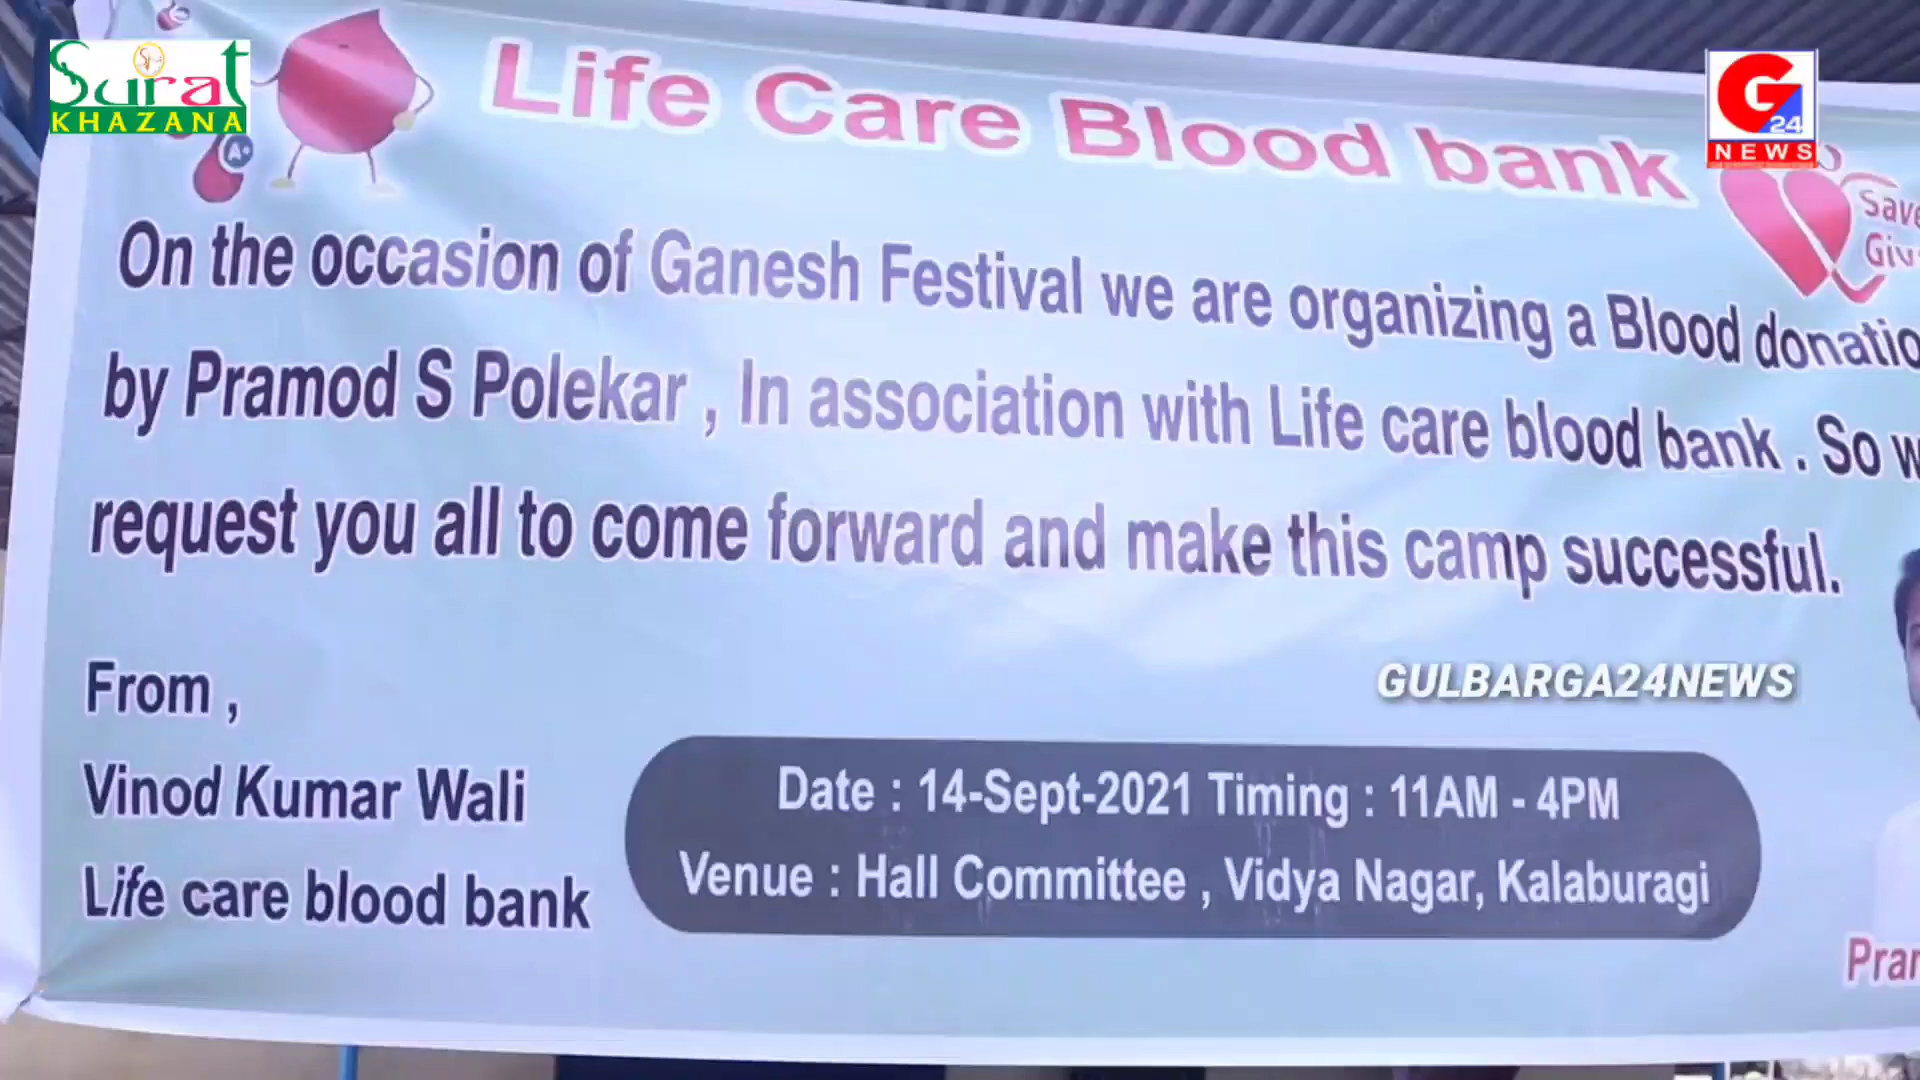 Surat
KHAZANA
G
24
NEWS
A+
Life Care Blood bank
On the occasion of Ganesh Festival we are organizing a Blood
by Pramod S Polekar , In association with Life care blood bank . So
request you all to come forward and make this camp successful.
From ,
Vinod Kumar Wali
Life care blood bank
GULBARGA24NEWS
Date : 14-Sept-2021 Timing : 11AM - 4PM
Venue : Hall Committee , Vidya Nagar, Kalaburagi